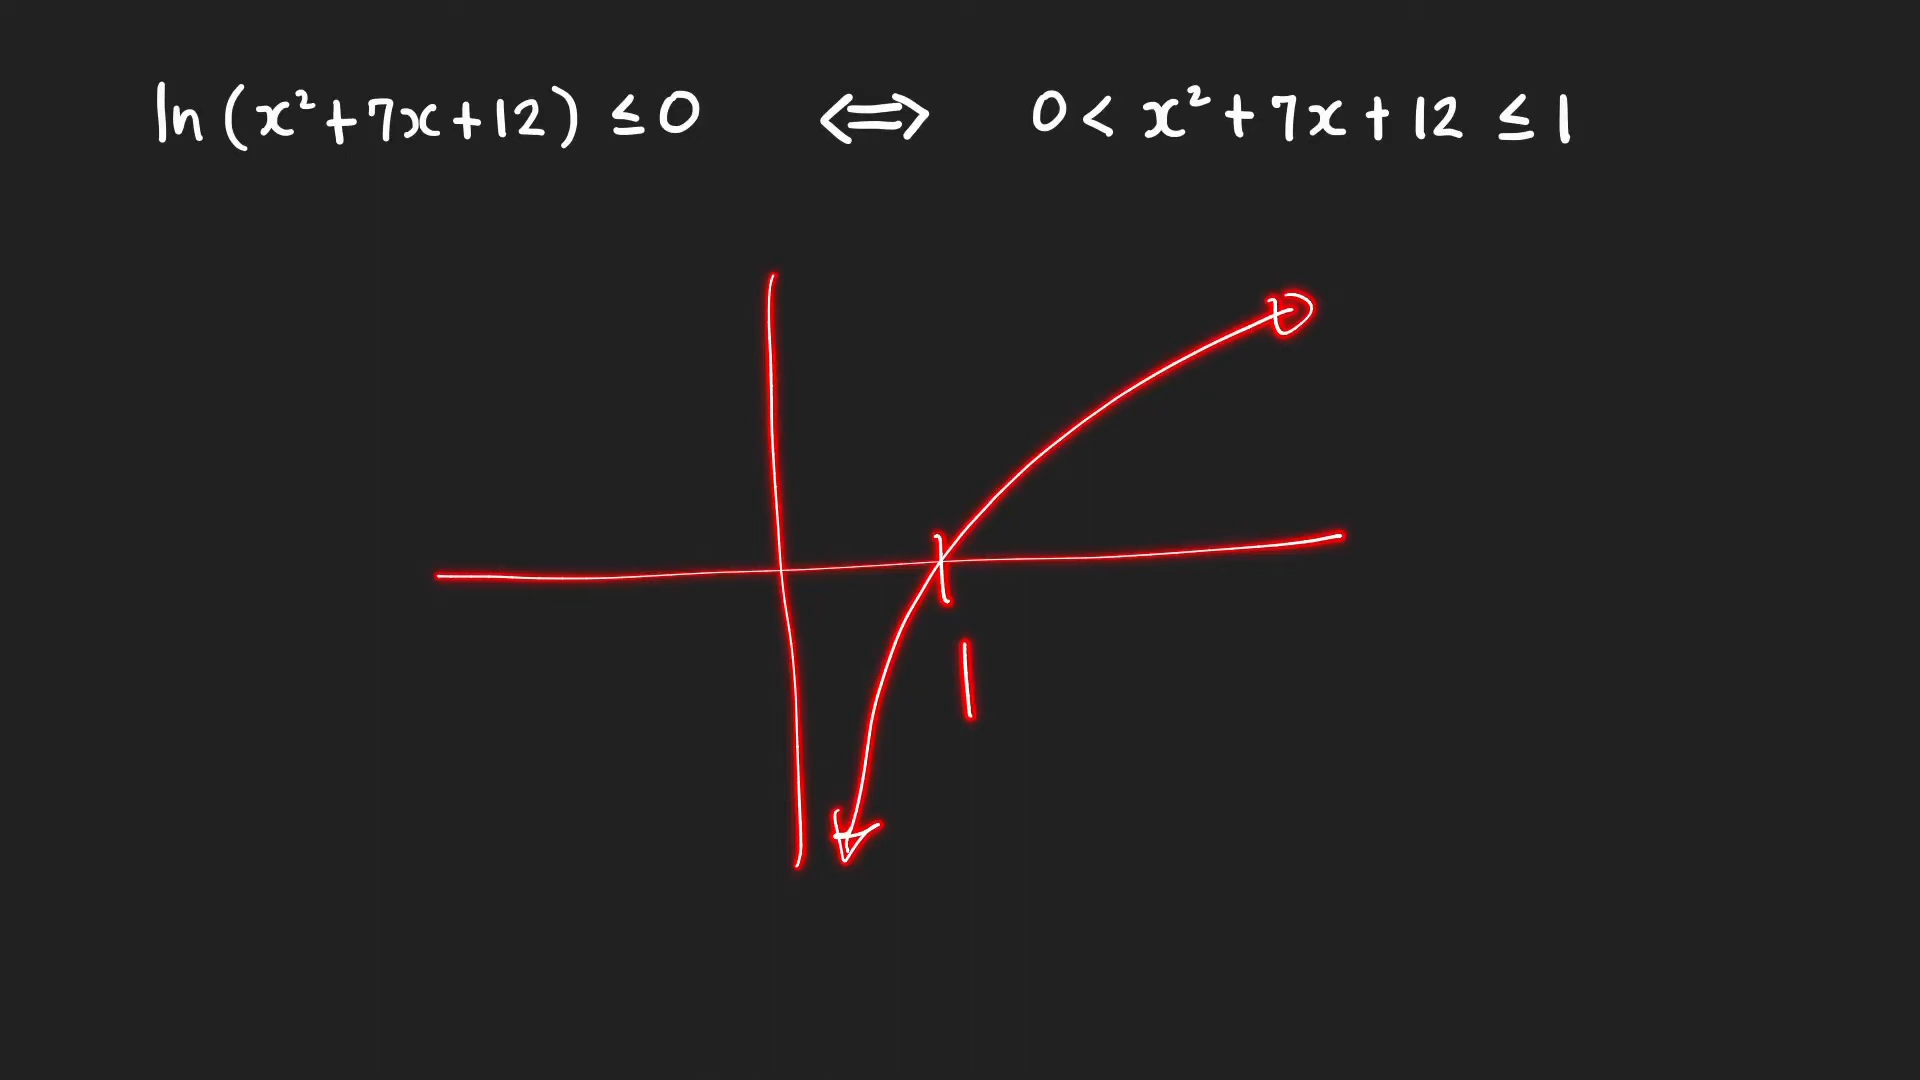 ln(x²+7x+12) ≤ 0 ⟺ 0 < x²+7x+12 ≤ 1
1